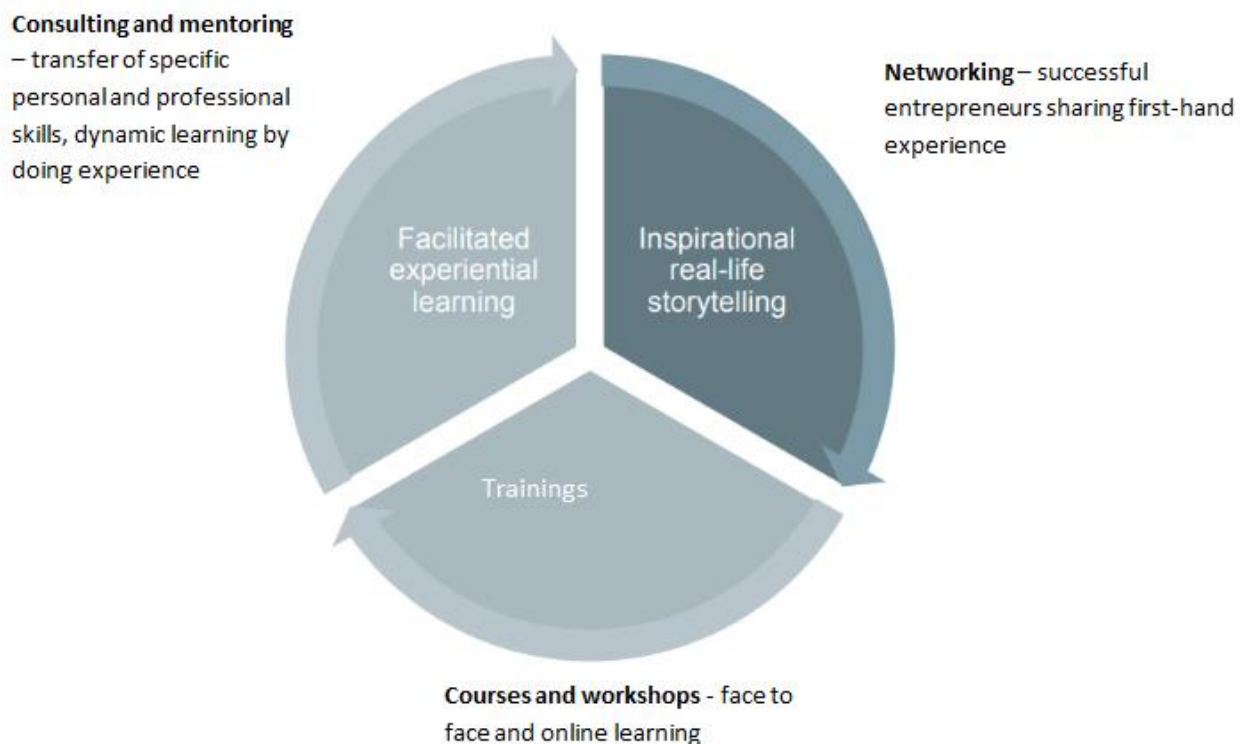 Consulting and mentoring
– transfer of specific
personal and professional
skills, dynamic learning by
doing experience
Networking – successful
entrepreneurs sharing first-hand
experience
Facilitated
experiential
learning
Inspirational
real-life
storytelling
Trainings
Courses and workshops - face to
face and online learning